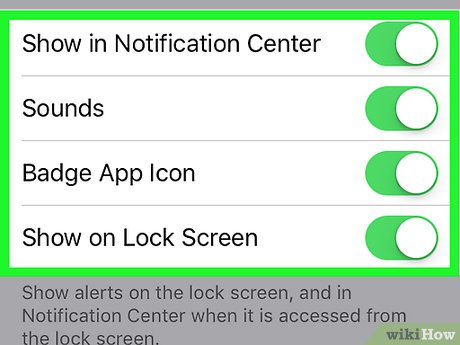 Show in Notification Center
Sounds
Badge App Icon
Show on Lock Screen
Show alerts on the lock screen, and in
Notification Center when it is accessed from
the lock screen.
wikiHow